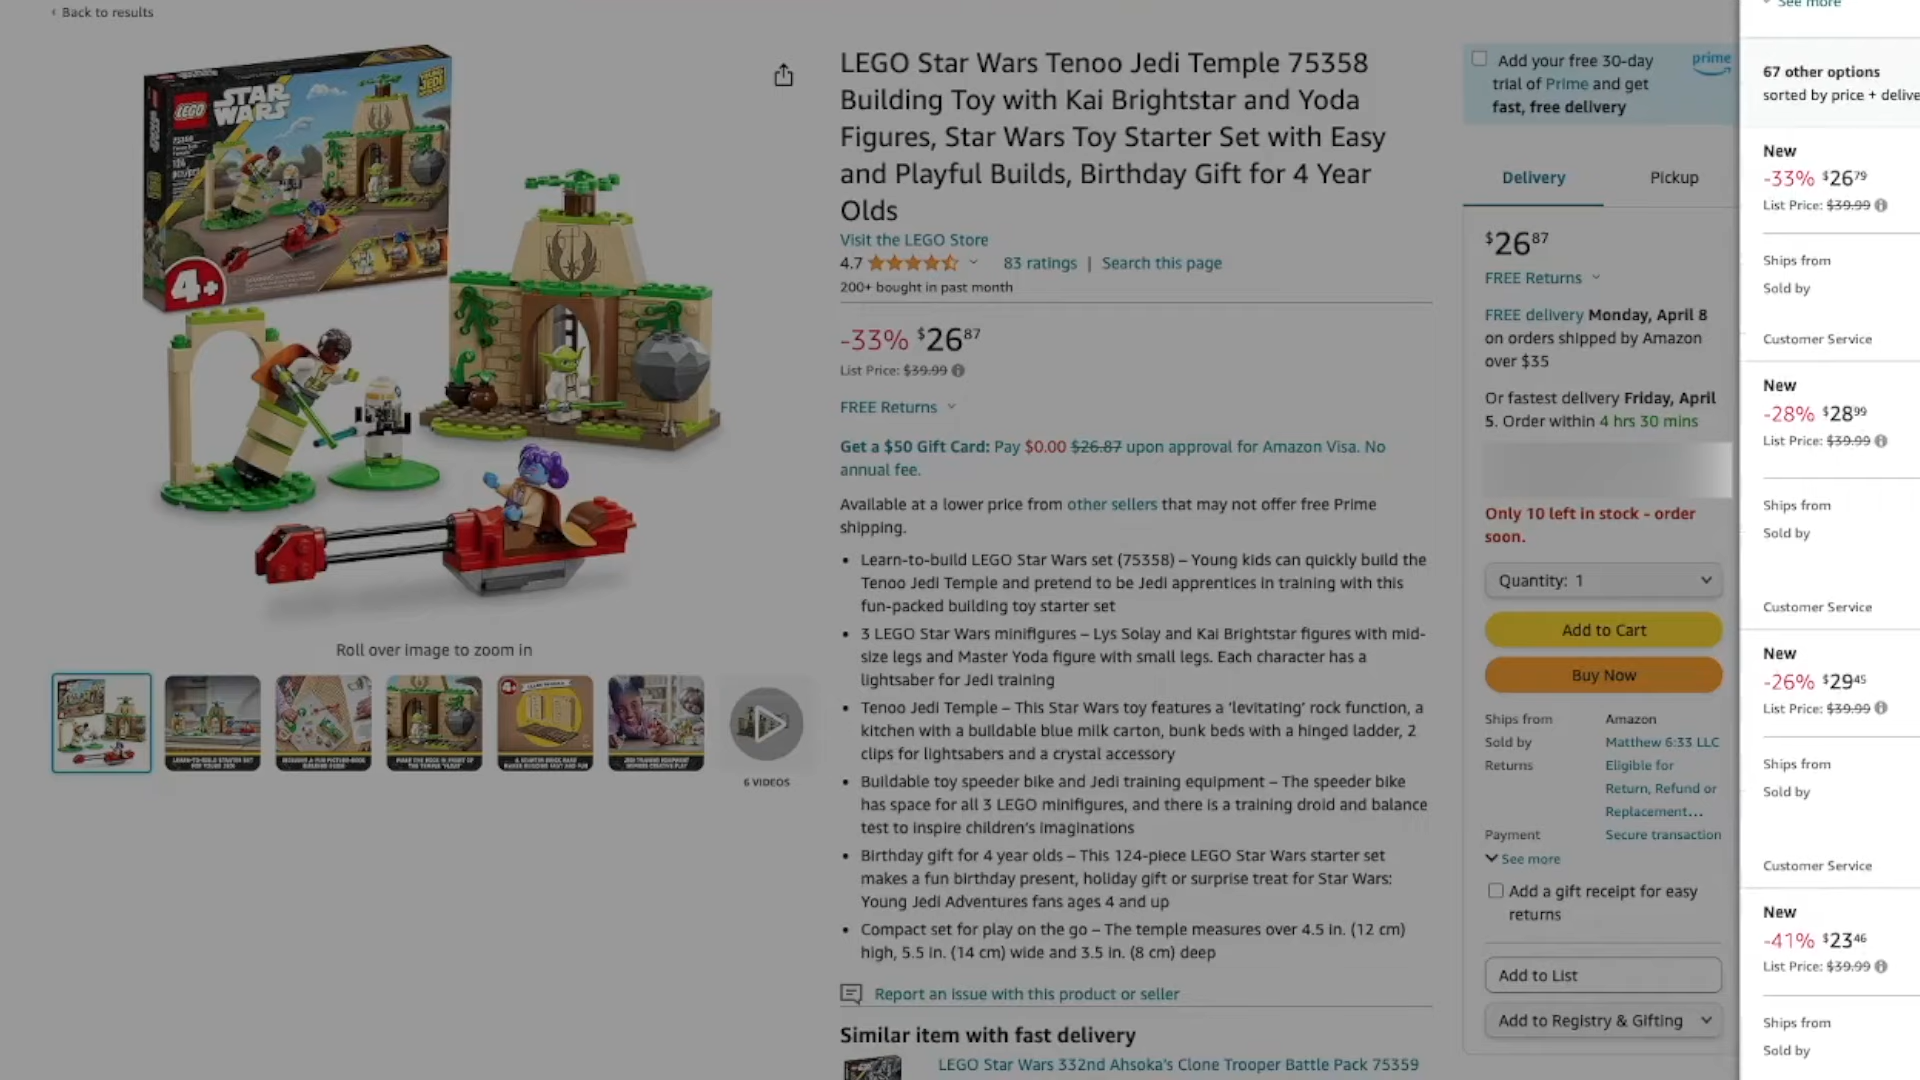 ‹ Back to results
LEGO
STAR
WARS
YOUNG
JEDI
75358
4+
Roll over image to zoom in
6 VIDEOS
LEGO Star Wars Tenoo Jedi Temple 75358
Building Toy with Kai Brightstar and Yoda
Figures, Star Wars Toy Starter Set with Easy
and Playful Builds, Birthday Gift for 4 Year
Olds
Visit the LEGO Store
4.7 83 ratings | Search this page
200+ bought in past month
-33% $26 87
List Price: $39.99
FREE Returns
Get a $50 Gift Card: Pay $0.00 $26.87 upon approval for Amazon Visa. No
annual fee.
Available at a lower price from other sellers that may not offer free Prime
shipping.
• Learn-to-build LEGO Star Wars set (75358) – Young kids can quickly build the
Tenoo Jedi Temple and pretend to be Jedi apprentices in training with this
fun-packed building toy starter set
• 3 LEGO Star Wars minifigures – Lys Solay and Kai Brightstar figures with mid-
size legs and Master Yoda figure with small legs. Each character has a
lightsaber for Jedi training
• Tenoo Jedi Temple – This Star Wars toy features a ‘levitating’ rock function, a
kitchen with a buildable blue milk carton, bunk beds with a hinged ladder, 2
clips for lightsabers and a crystal accessory
• Buildable toy speeder bike and Jedi training equipment – The speeder bike
has space for all 3 LEGO minifigures, and there is a training droid and balance
test to inspire children’s imaginations
• Birthday gift for 4 year olds – This 124-piece LEGO Star Wars starter set
makes a fun birthday present, holiday gift or surprise treat for Star Wars:
Young Jedi Adventures fans ages 4 and up
• Compact set for play on the go – The temple measures over 4.5 in. (12 cm)
high, 5.5 in. (14 cm) wide and 3.5 in. (8 cm) deep
Report an issue with this product or seller
Similar item with fast delivery
LEGO Star Wars 332nd Ahsoka's Clone Trooper Battle Pack 75359
Add your free 30-day
trial of Prime and get
fast, free delivery
prime
Delivery Pickup
$26 87
FREE Returns
FREE delivery Monday, April 8
on orders shipped by Amazon
over $35
Or fastest delivery Friday, April
5. Order within 4 hrs 30 mins
Only 10 left in stock - order
soon.
Quantity: 1
Add to Cart
Buy Now
Ships from Amazon
Sold by Matthew 6:33 LLC
Returns Eligible for
Return, Refund or
Replacement…
Payment Secure transaction
See more
Add a gift receipt for easy
returns
Add to List
Add to Registry & Gifting
See more
67 other options
sorted by price + delive
New
-33% $26 79
List Price: $39.99
Ships from
Sold by
Customer Service
New
-28% $28 99
List Price: $39.99
Ships from
Sold by
Customer Service
New
-26% $29 45
List Price: $39.99
Ships from
Sold by
Customer Service
New
-41% $23 46
List Price: $39.99
Ships from
Sold by